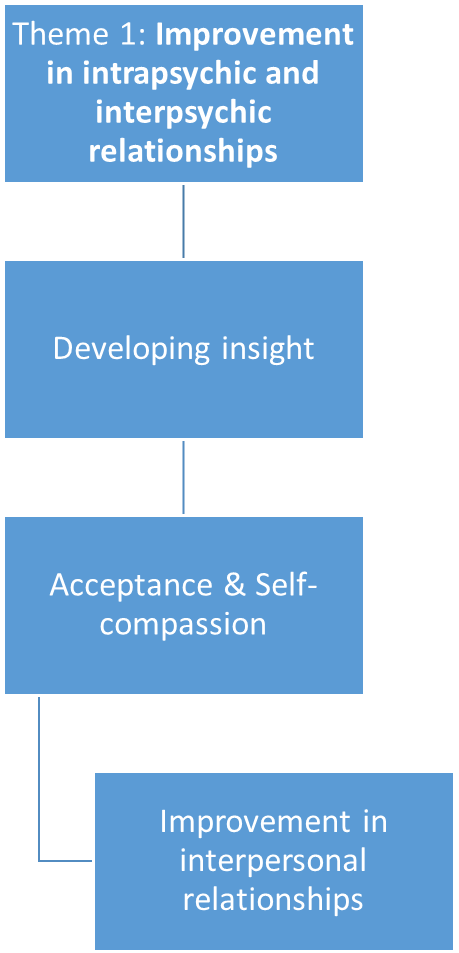 Theme 1: Improvement
in intrapsychic and
interpsychic
relationships
Developing insight
Acceptance & Self-
compassion
Improvement in
interpersonal
relationships